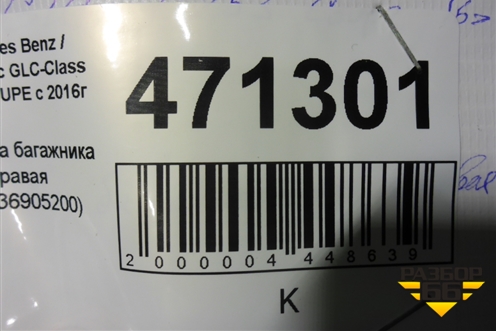 es Benz /
с GLC-Class
UPE с 2016г
471301
а багажника
равая
36905200)
2 000004 448639
K
РАЗБОР
66